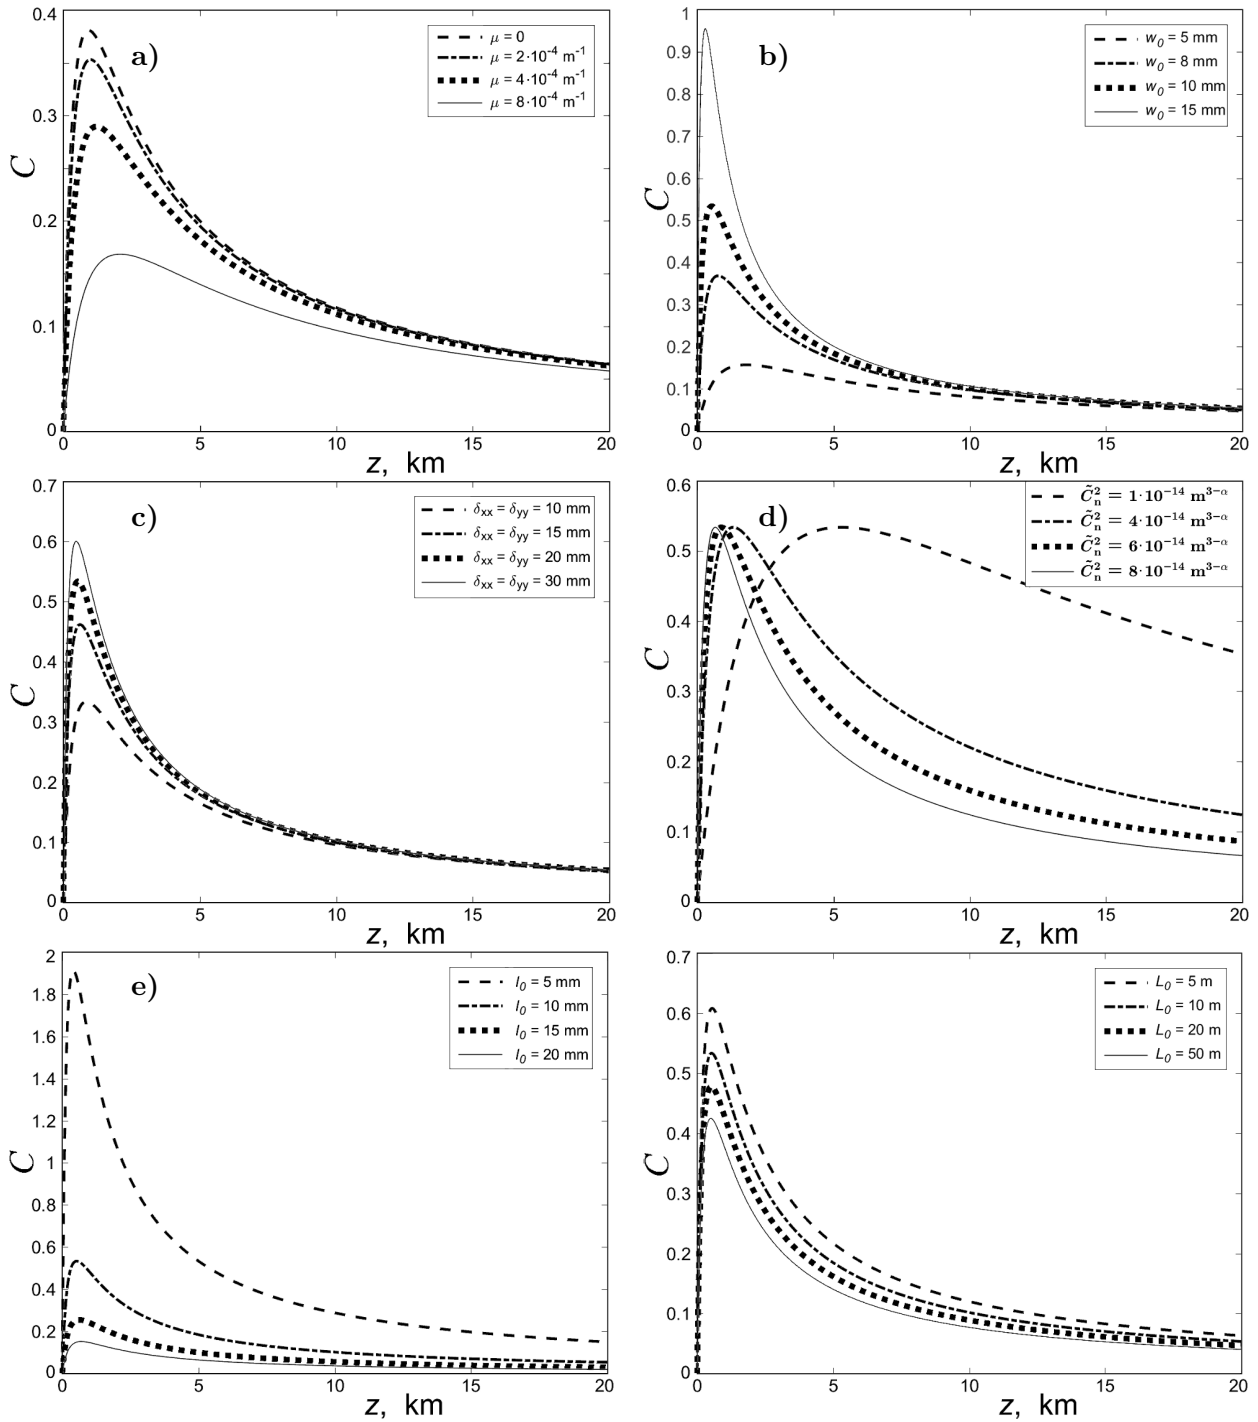 a)
μ = 0
μ = 2·10⁻⁴ m⁻¹
μ = 4·10⁻⁴ m⁻¹
μ = 8·10⁻⁴ m⁻¹
0.4
0.3
0.2
0.1
0
C
0 5 10 15 20
z, km
b)
w₀ = 5 mm
w₀ = 8 mm
w₀ = 10 mm
w₀ = 15 mm
1
0.9
0.8
0.7
0.6
0.5
0.4
0.3
0.2
0.1
0
C
0 5 10 15 20
z, km
c)
δxx = δyy = 10 mm
δxx = δyy = 15 mm
δxx = δyy = 20 mm
δxx = δyy = 30 mm
0.7
0.6
0.5
0.4
0.3
0.2
0.1
0
C
0 5 10 15 20
z, km
d)
C̃²ₙ = 1·10⁻¹⁴ m³⁻ᵅ
C̃²ₙ = 4·10⁻¹⁴ m³⁻ᵅ
C̃²ₙ = 6·10⁻¹⁴ m³⁻ᵅ
C̃²ₙ = 8·10⁻¹⁴ m³⁻ᵅ
0.6
0.5
0.4
0.3
0.2
0.1
0
C
0 5 10 15 20
z, km
e)
l₀ = 5 mm
l₀ = 10 mm
l₀ = 15 mm
l₀ = 20 mm
2
1.8
1.6
1.4
1.2
1
0.8
0.6
0.4
0.2
0
C
0 5 10 15 20
z, km
L₀ = 5 m
L₀ = 10 m
L₀ = 20 m
L₀ = 50 m
0.7
0.6
0.5
0.4
0.3
0.2
0.1
0
C
0 5 10 15 20
z, km